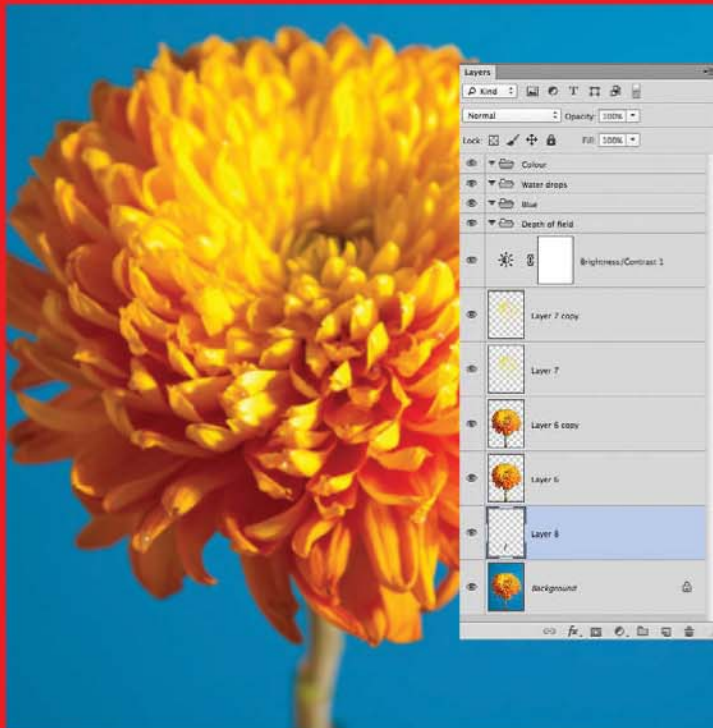 Layers
Kind
Normal Opacity: 100%
Lock: Fill: 100%
Colour
Water drops
Blue
Depth of field
Brightness/Contrast 1
Layer 7 copy
Layer 7
Layer 6 copy
Layer 6
Layer 8
Background
fx